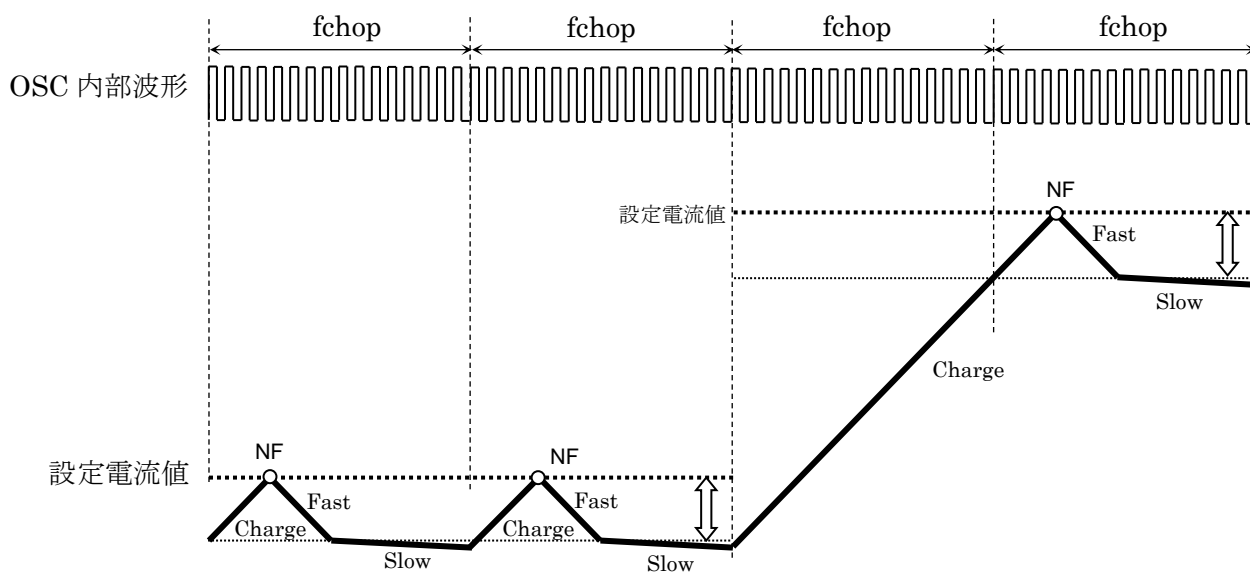 fchop
fchop
fchop
fchop
OSC 内部波形
NF
設定電流値
Fast
Slow
Charge
NF
NF
設定電流値
Fast
Fast
Charge
Charge
Slow
Slow